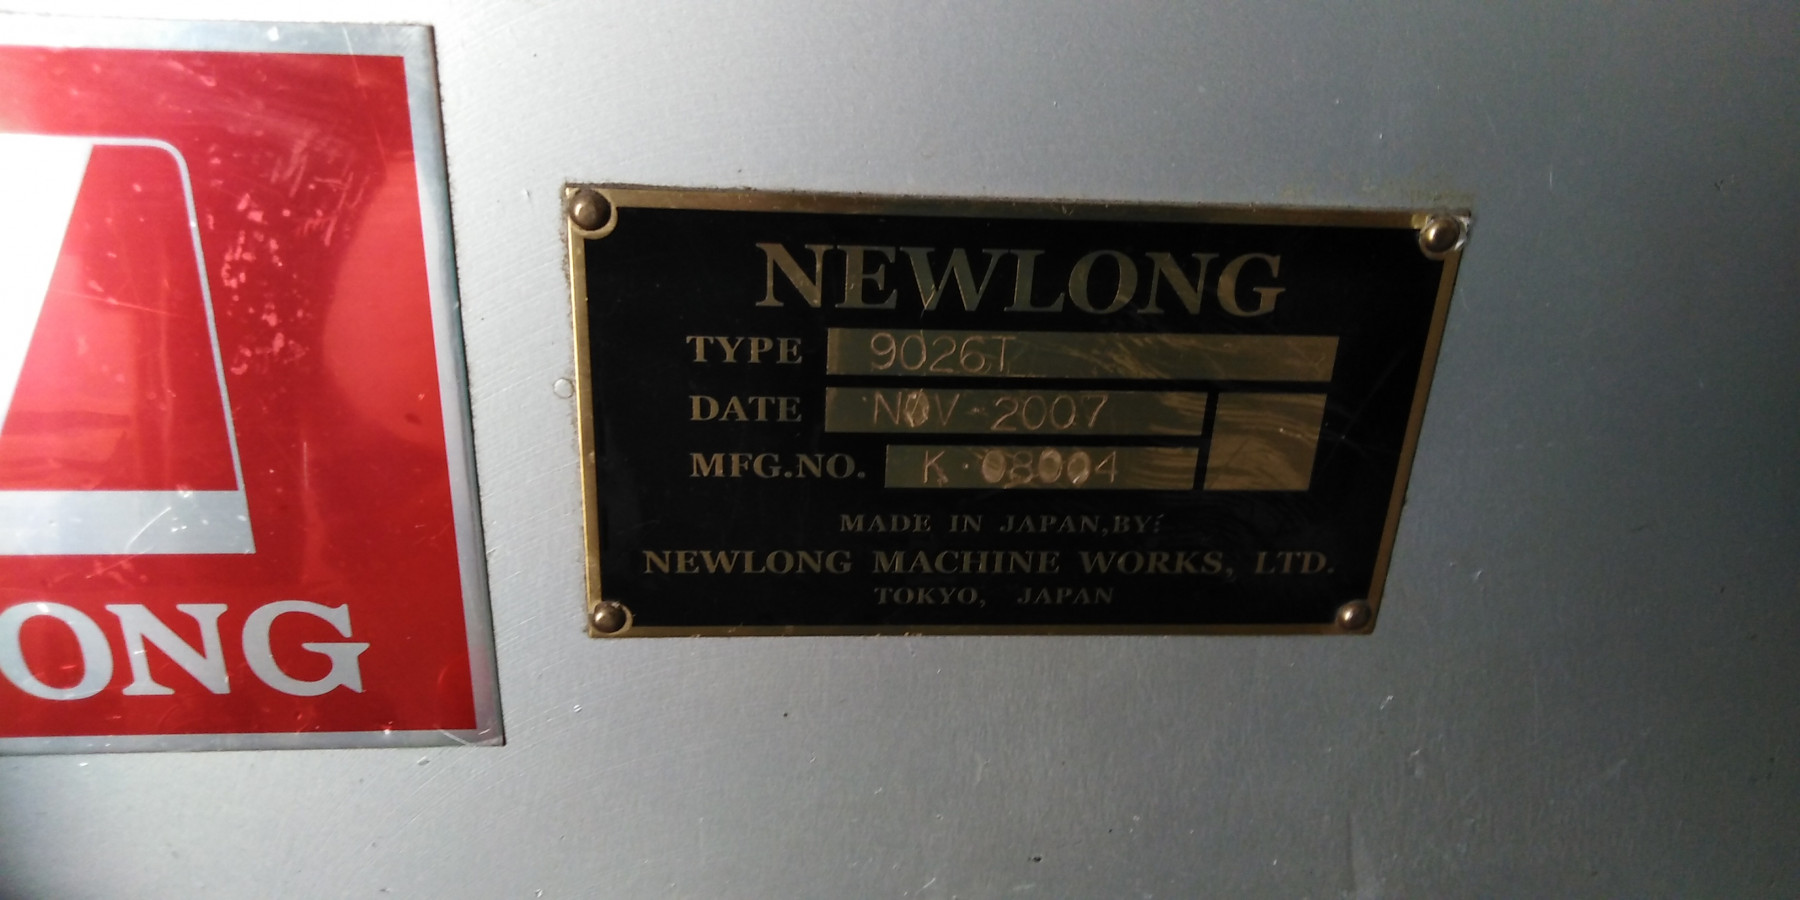 ONG
NEWLONG
TYPE 9026T
DATE NOV-2007
MFG.NO. K·08004
MADE IN JAPAN,BY:
NEWLONG MACHINE WORKS, LTD.
TOKYO, JAPAN